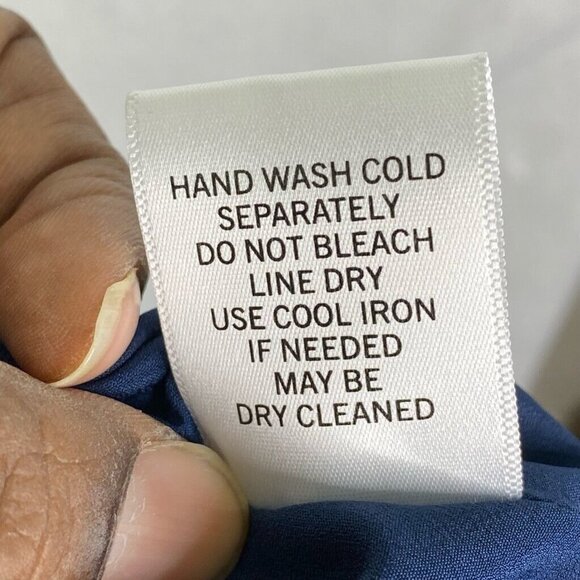 HAND WASH COLD
SEPARATELY
DO NOT BLEACH
LINE DRY
USE COOL IRON
IF NEEDED
MAY BE
DRY CLEANED